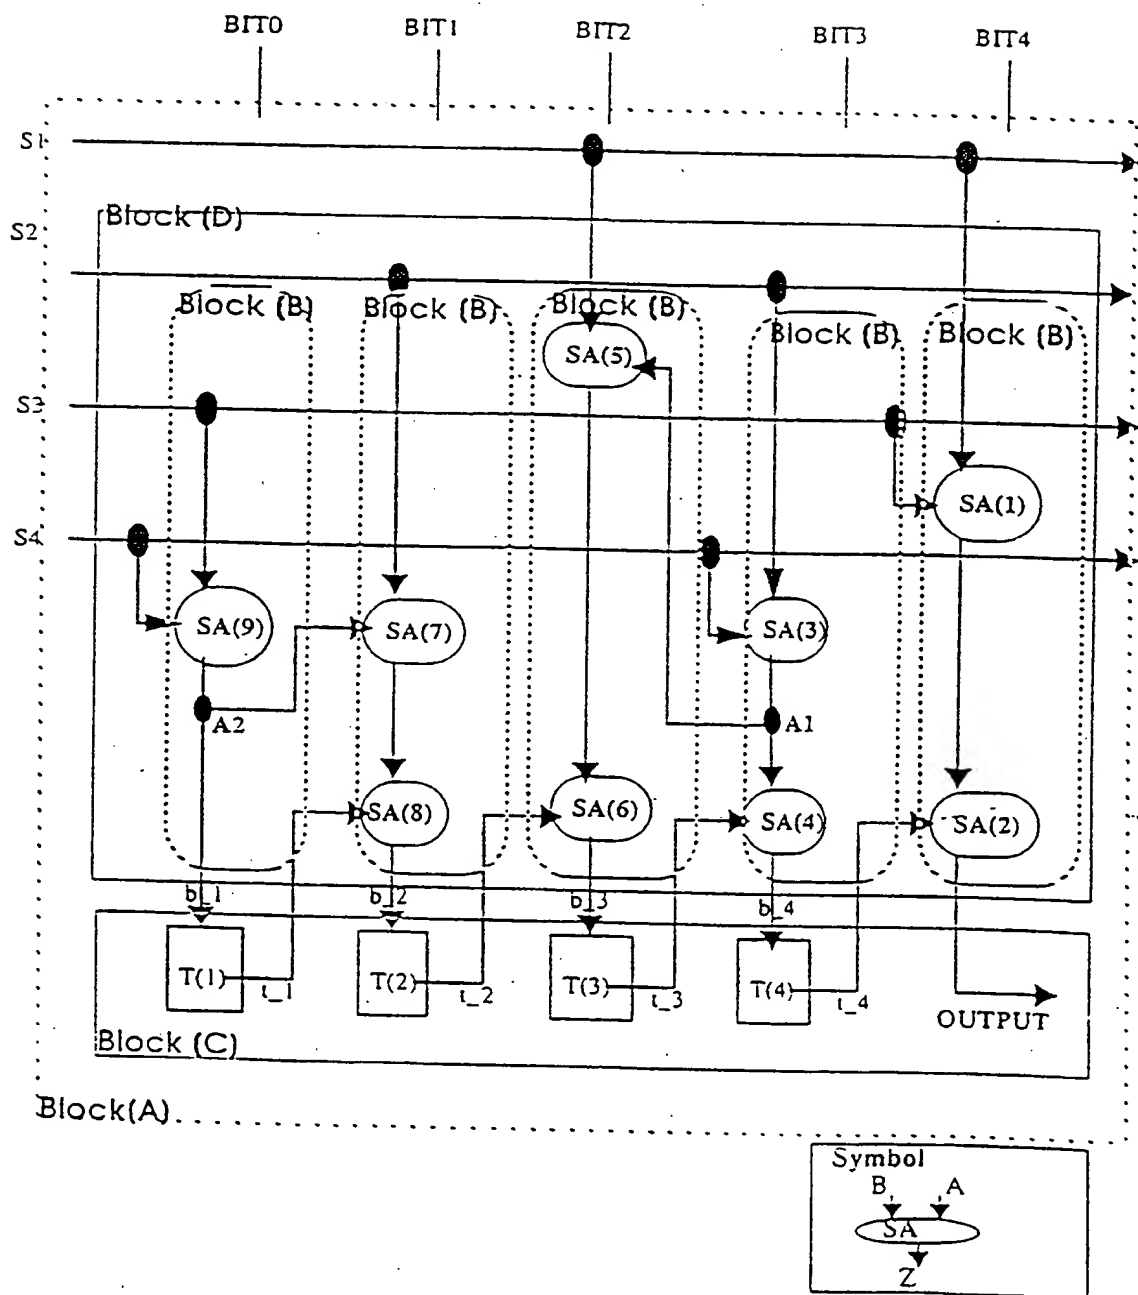 BIT0 BIT1 BIT2 BIT3 BIT4
S1
Block (D)
S2
Block (B) Block (B) Block (B) Block (B) Block (B)
SA(5)
S3
SA(1)
S4
SA(9) SA(7) SA(3)
A2 A1
SA(8) SA(6) SA(4) SA(2)
b_1 b_2 b_3 b_4
T(1) t_1 T(2) t_2 T(3) t_3 T(4) t_4
OUTPUT
Block (C)
Block(A)
Symbol
B A
SA
Z